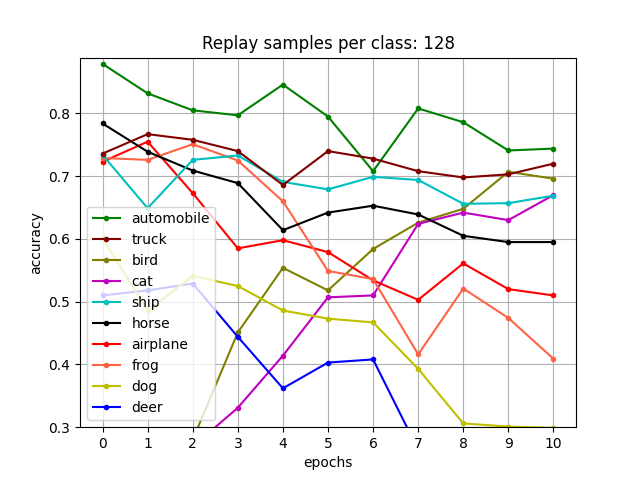 Replay samples per class: 128
accuracy
0.8
0.7
0.6
0.5
0.4
0.3
automobile
truck
bird
cat
ship
horse
airplane
frog
dog
deer
0 1 2 3 4 5 6 7 8 9 10
epochs